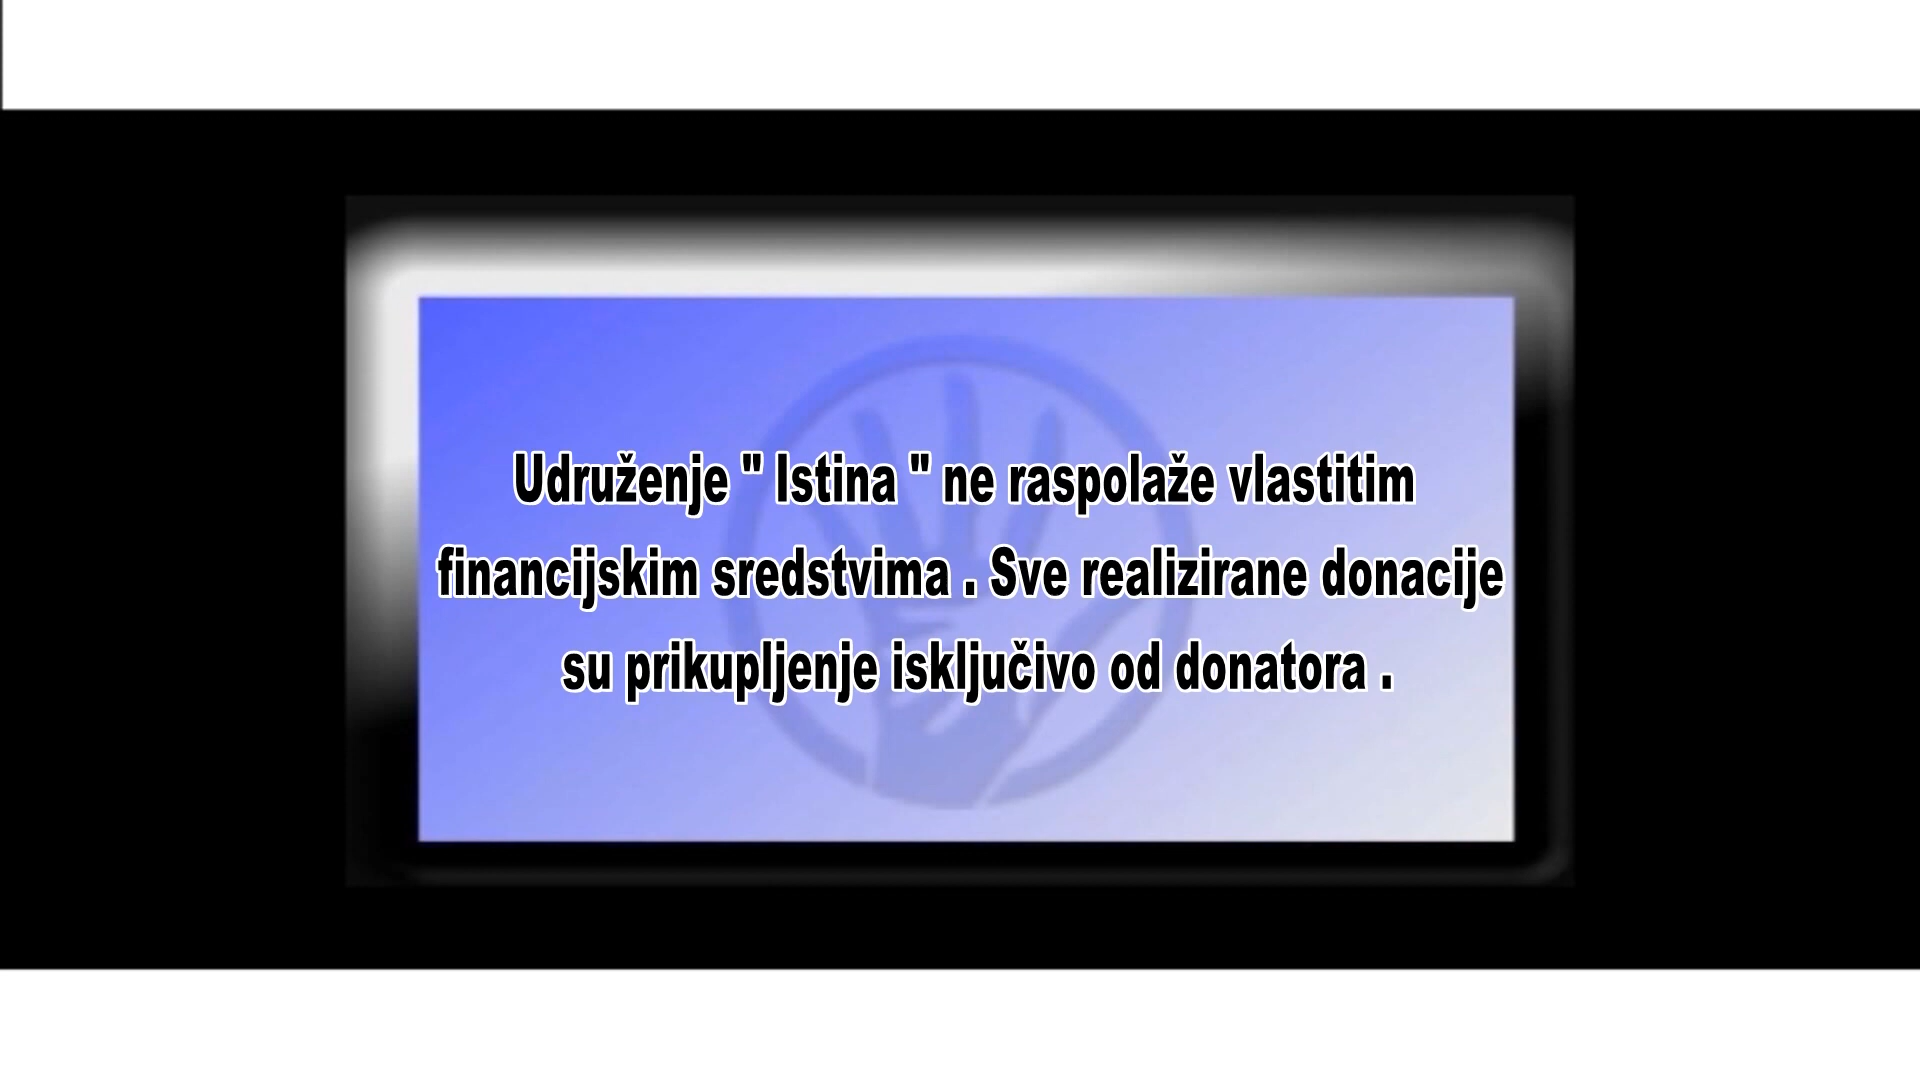 Udruženje " Istina " ne raspolaže vlastitim
financijskim sredstvima . Sve realizirane donacije
su prikupljenje isključivo od donatora .